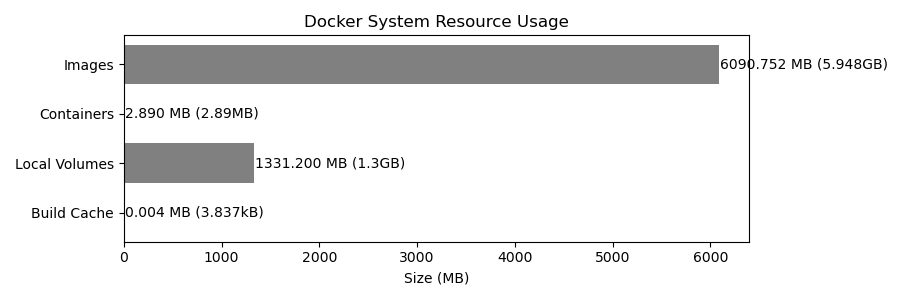 Docker System Resource Usage
Images
6090.752 MB (5.948GB)
Containers
2.890 MB (2.89MB)
Local Volumes
1331.200 MB (1.3GB)
Build Cache
0.004 MB (3.837kB)
0 1000 2000 3000 4000 5000 6000
Size (MB)